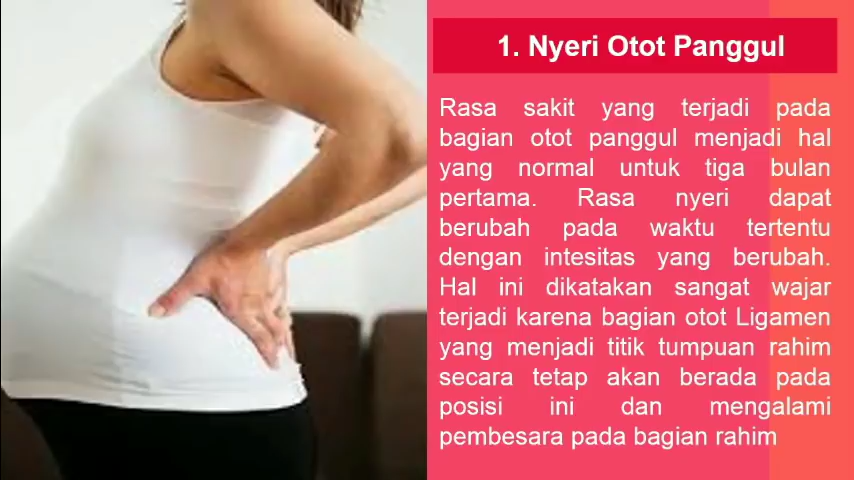 1. Nyeri Otot Panggul
Rasa sakit yang terjadi pada
bagian otot panggul menjadi hal
yang normal untuk tiga bulan
pertama. Rasa nyeri dapat
berubah pada waktu tertentu
dengan intesitas yang berubah.
Hal ini dikatakan sangat wajar
terjadi karena bagian otot Ligamen
yang menjadi titik tumpuan rahim
secara tetap akan berada pada
posisi ini dan mengalami
pembesara pada bagian rahim